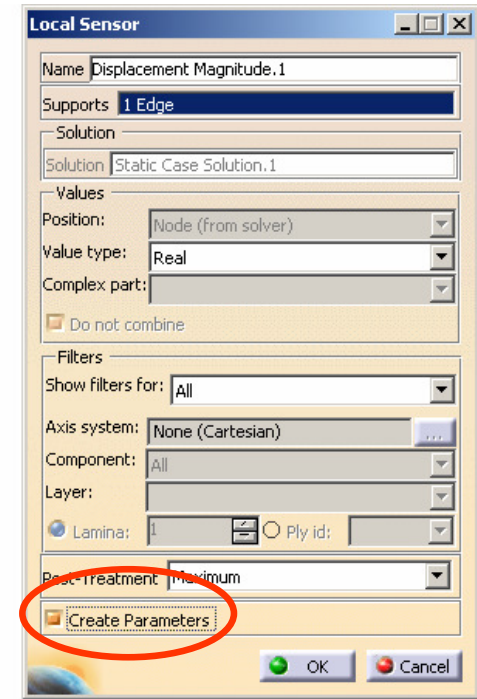 Local Sensor
Name Displacement Magnitude.1
Supports 1 Edge
Solution
Solution Static Case Solution.1
Values
Position: Node (from solver)
Value type: Real
Complex part:
Do not combine
Filters
Show filters for: All
Axis system: None (Cartesian) ...
Component: All
Layer:
Lamina: 1 Ply id:
Post-Treatment Maximum
Create Parameters
OK Cancel